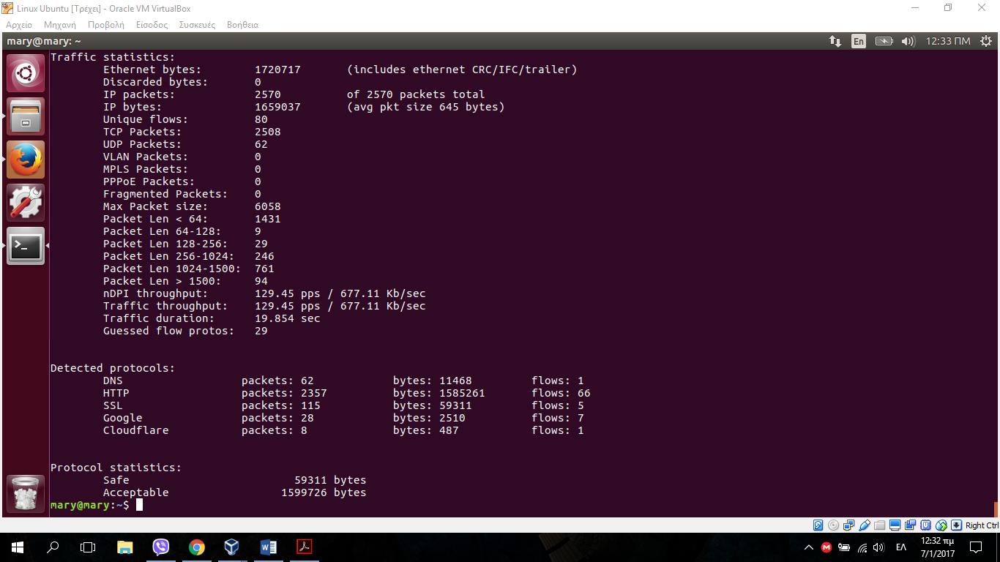 Linux Ubuntu [Τρέχει] - Oracle VM VirtualBox
Αρχείο Μηχανή Προβολή Είσοδος Συσκευές Βοήθεια
mary@mary: ~ En 12:33 ΠΜ
Traffic statistics:
Ethernet bytes: 1720717 (includes ethernet CRC/IFC/trailer)
Discarded bytes: 0
IP packets: 2570 of 2570 packets total
IP bytes: 1659037 (avg pkt size 645 bytes)
Unique flows: 80
TCP Packets: 2508
UDP Packets: 62
VLAN Packets: 0
MPLS Packets: 0
PPPoE Packets: 0
Fragmented Packets: 0
Max Packet size: 6058
Packet Len < 64: 1431
Packet Len 64-128: 9
Packet Len 128-256: 29
Packet Len 256-1024: 246
Packet Len 1024-1500: 761
Packet Len > 1500: 94
nDPI throughput: 129.45 pps / 677.11 Kb/sec
Traffic throughput: 129.45 pps / 677.11 Kb/sec
Traffic duration: 19.854 sec
Guessed flow protos: 29
Detected protocols:
DNS packets: 62 bytes: 11468 flows: 1
HTTP packets: 2357 bytes: 1585261 flows: 66
SSL packets: 115 bytes: 59311 flows: 5
Google packets: 28 bytes: 2510 flows: 7
Cloudflare packets: 8 bytes: 487 flows: 1
Protocol statistics:
Safe 59311 bytes
Acceptable 1599726 bytes
mary@mary:~$
Right Ctrl
ΕΛ 12:32 πμ
7/1/2017